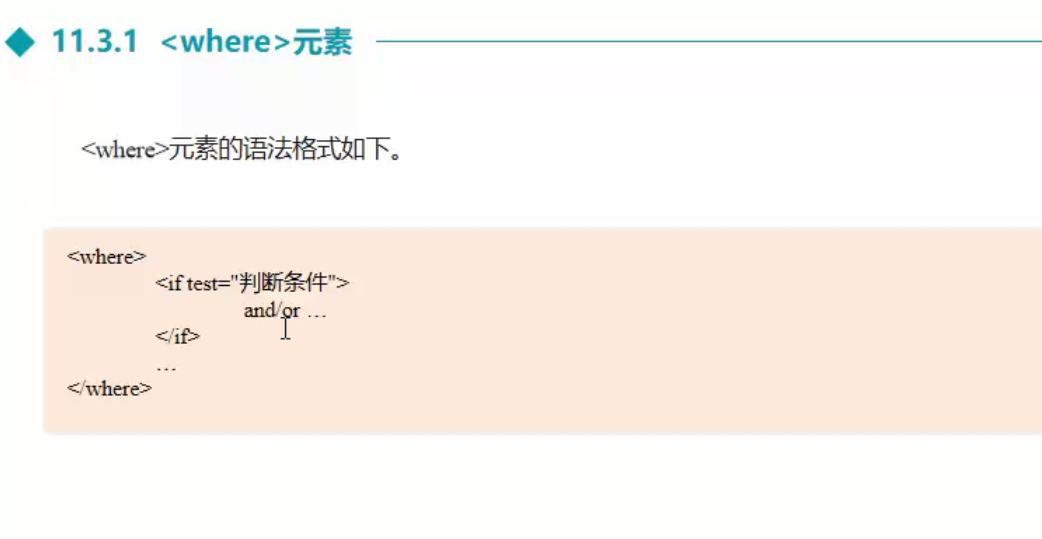 11.3.1 <where>元素
<where>元素的语法格式如下。
<where>
<if test="判断条件">
and/or …
</if>
…
</where>